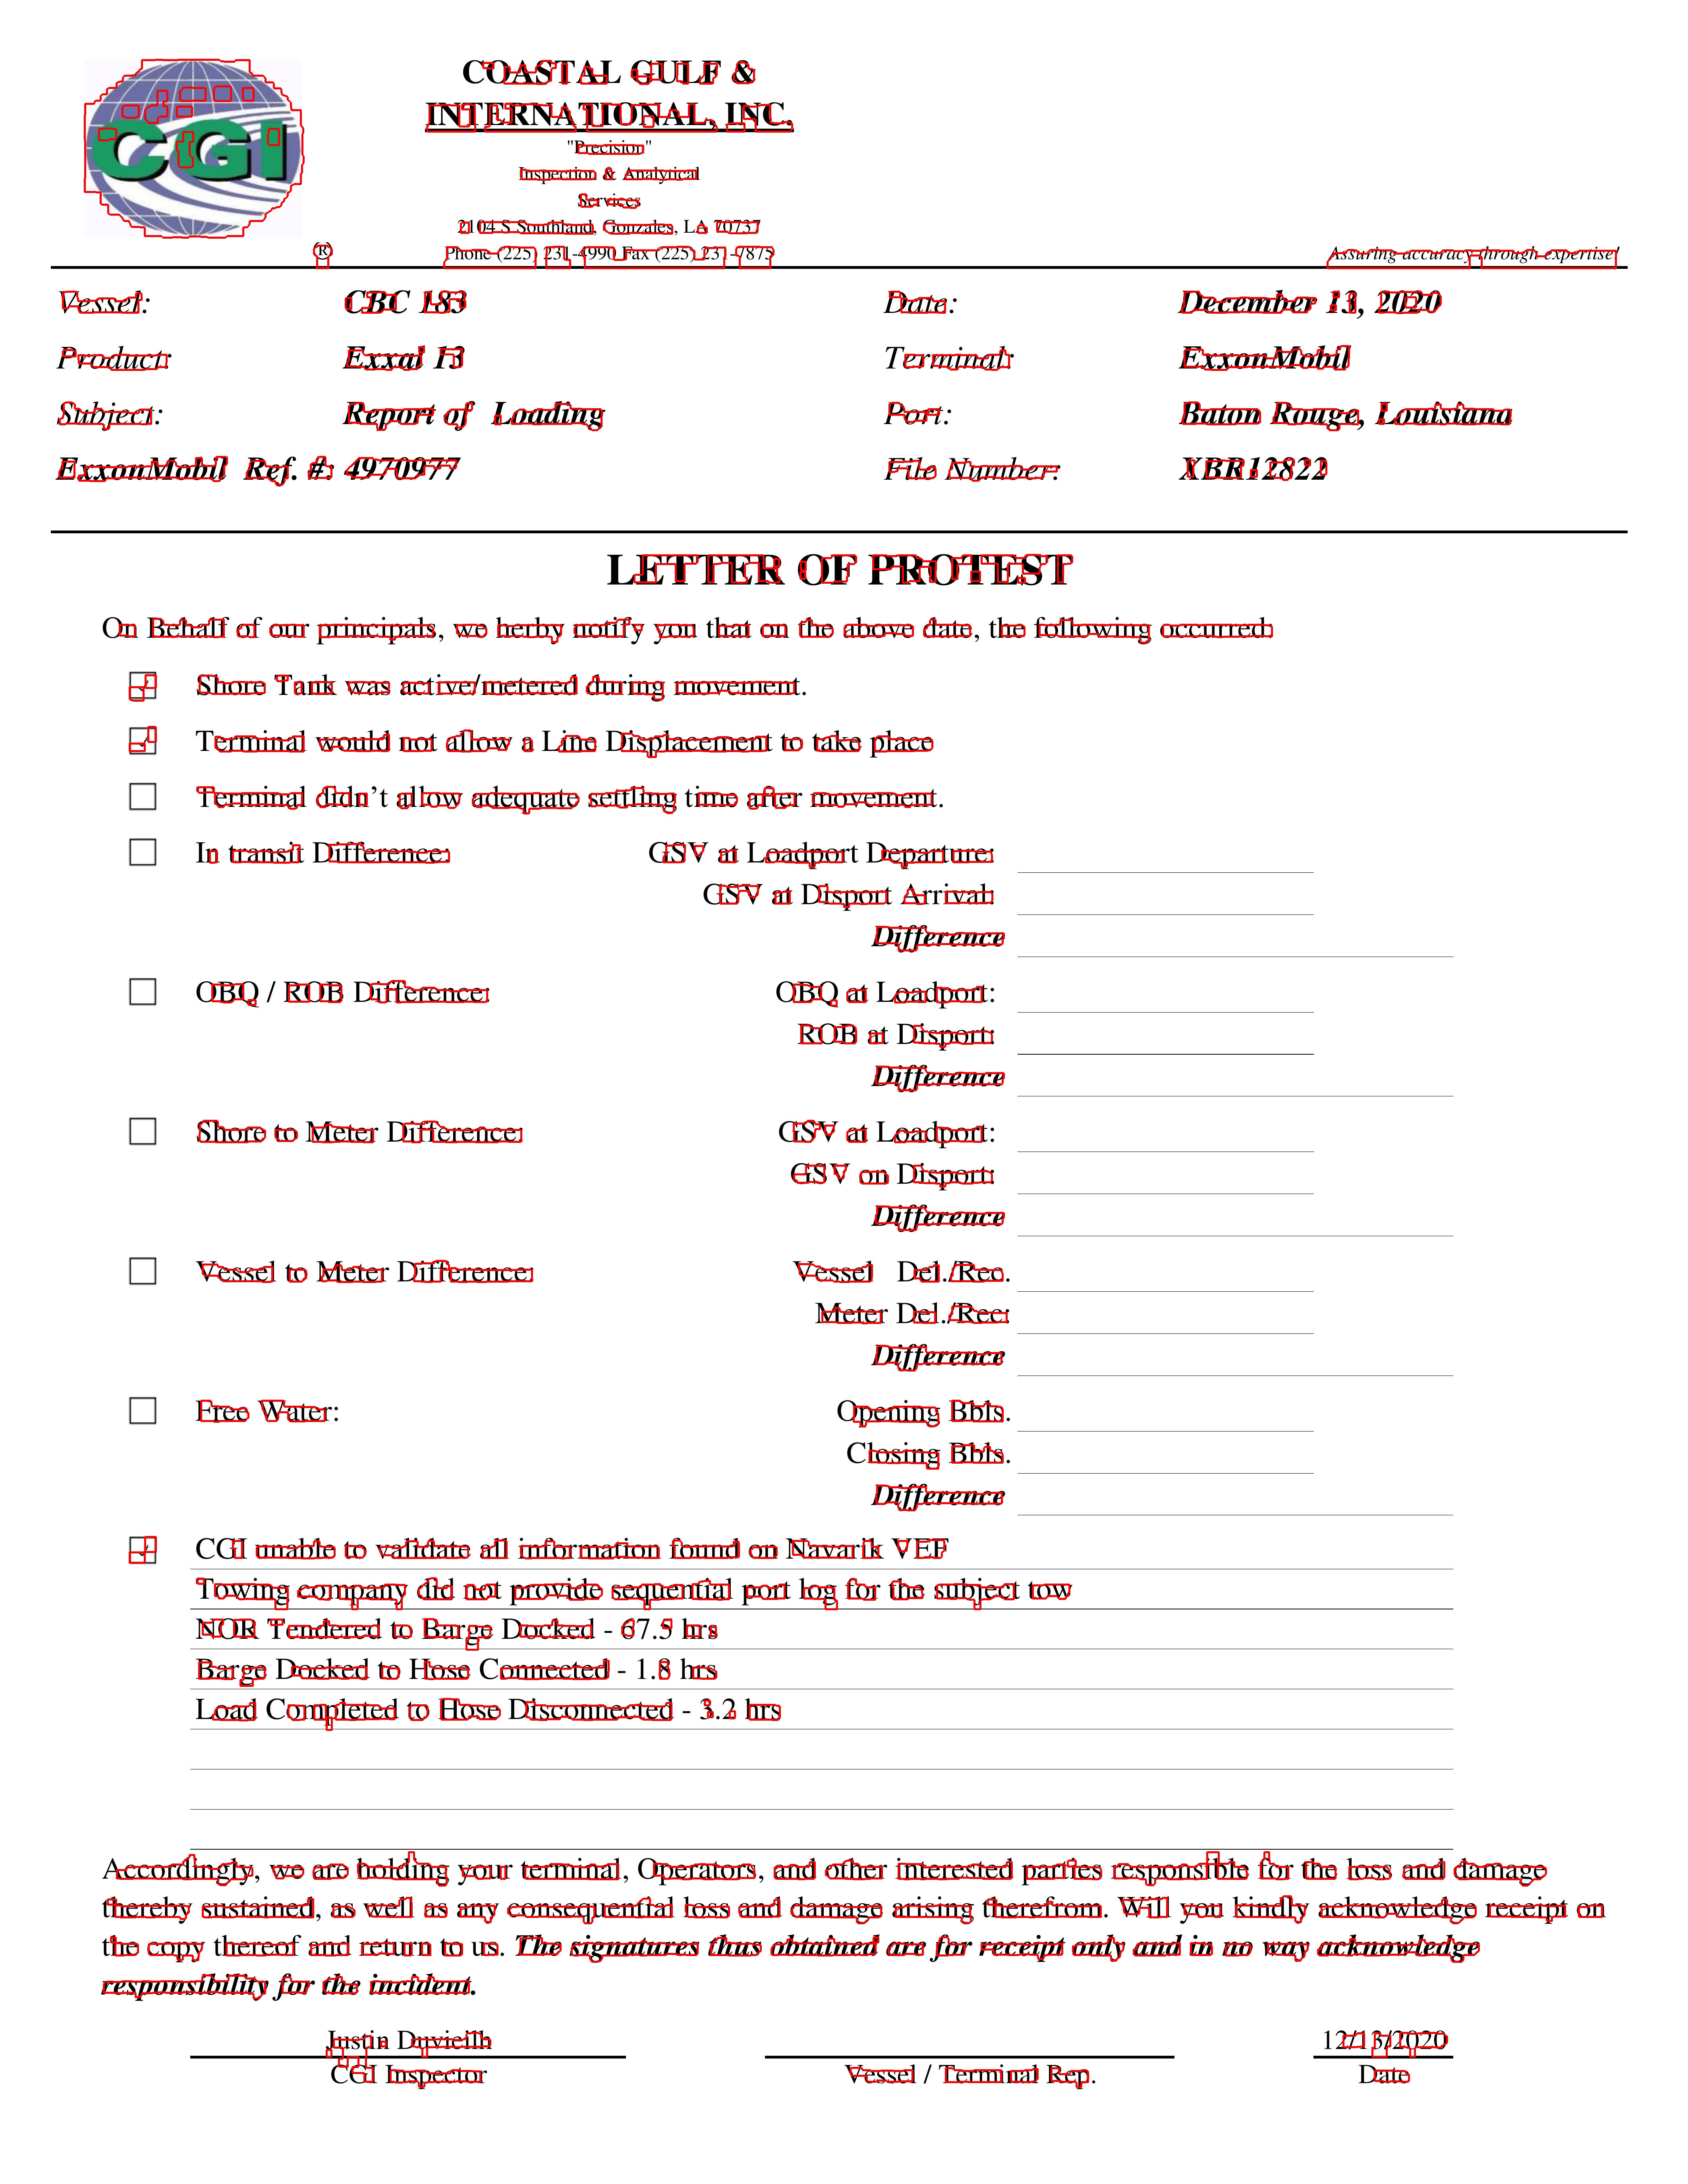 COASTAL GULF &
INTERNATIONAL, INC.
"Precision"
Inspection & Analytical
Services
2104 S Southland, Gonzales, LA 70737
Phone (225) 231-4990 Fax (225) 231-7875
CGI
®
Assuring accuracy through expertise!
Vessel: CBC 183 Date: December 13, 2020
Product: Exxal 13 Terminal: ExxonMobil
Subject: Report of Loading Port: Baton Rouge, Louisiana
ExxonMobil Ref. #: 4970977 File Number: XBR12822
LETTER OF PROTEST
On Behalf of our principals, we herby notify you that on the above date, the following occurred:
Shore Tank was active/metered during movement.
Terminal would not allow a Line Displacement to take place
Terminal didn't allow adequate settling time after movement.
In transit Difference: GSV at Loadport Departure:
GSV at Disport Arrival:
Difference
OBQ / ROB Difference: OBQ at Loadport:
ROB at Disport:
Difference
Shore to Meter Difference: GSV at Loadport:
GSV on Disport:
Difference
Vessel to Meter Difference: Vessel Del./Rec.
Meter Del./Rec:
Difference
Free Water: Opening Bbls.
Closing Bbls.
Difference
CGI unable to validate all information found on Navarik VEF
Towing company did not provide sequential port log for the subject tow
NOR Tendered to Barge Docked - 67.5 hrs
Barge Docked to Hose Connected - 1.8 hrs
Load Completed to Hose Disconnected - 3.2 hrs
Accordingly, we are holding your terminal, Operators, and other interested parties responsible for the loss and damage
thereby sustained, as well as any consequential loss and damage arising therefrom. Will you kindly acknowledge receipt on
the copy thereof and return to us. The signatures thus obtained are for receipt only and in no way acknowledge
responsibility for the incident.
Justin Duvieilh 12/13/2020
CGI Inspector Vessel / Terminal Rep. Date